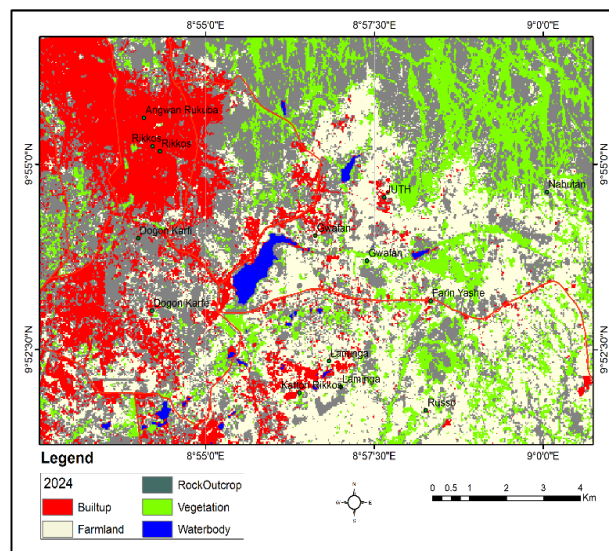 8°55'0"E 8°57'30"E 9°0'0"E
Angwan Rukuba
Rikkos
Rikkos
9°55'0"N 9°55'0"N
JUTH
Nabutan
Dogon Karfi
Gwafan
Gwafan
Farin Yashe
Dogon Karfe
9°52'30"N 9°52'30"N
Laminga
Laminga
Katton Rikkos
Russo
8°55'0"E 8°57'30"E 9°0'0"E
Legend
2024
RockOutcrop
Builtup
Vegetation
Farmland
Waterbody
N
E
S
0 0.5 1 2 3 4
Km